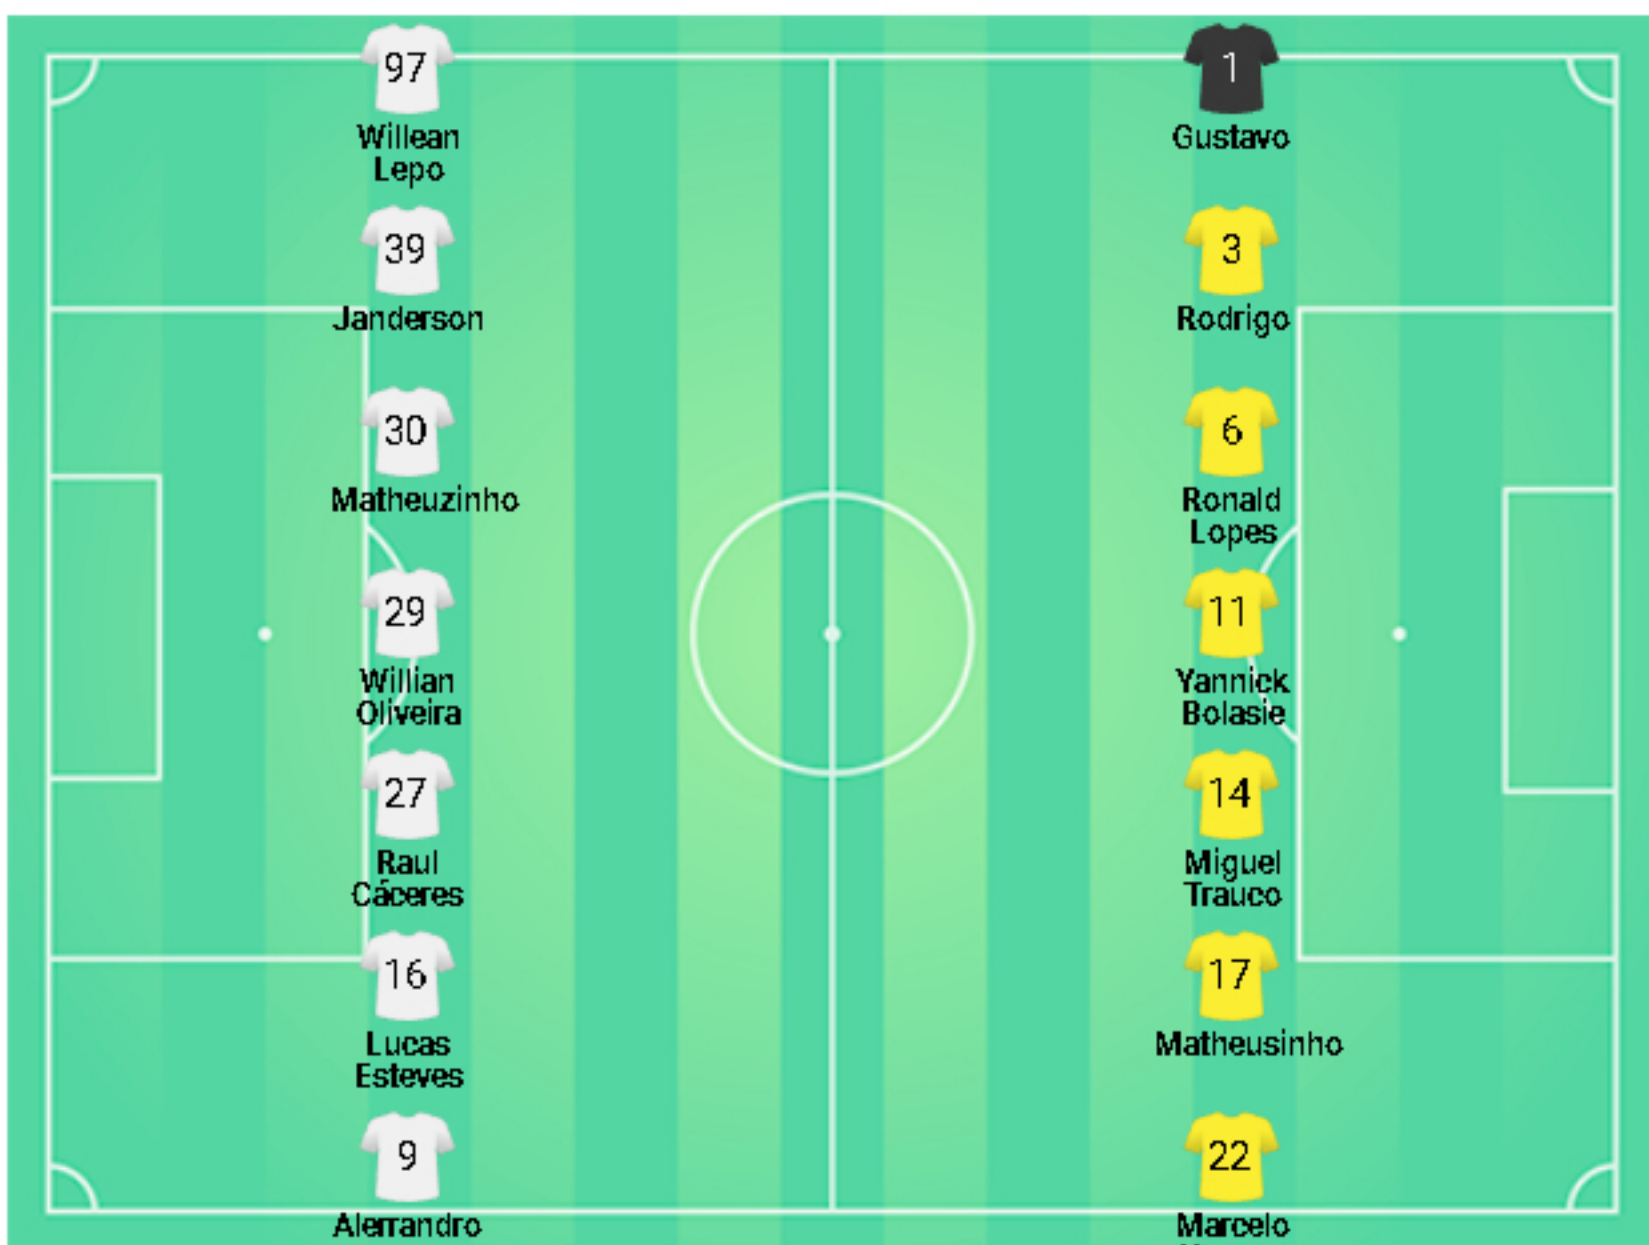 97
Willean
Lepo
39
Janderson
30
Matheuzinho
29
Willian
Oliveira
27
Raul
Cáceres
16
Lucas
Esteves
9
Alerrandro
1
Gustavo
3
Rodrigo
6
Ronald
Lopes
11
Yannick
Bolasie
14
Miguel
Trauco
17
Matheusinho
22
Marcelo